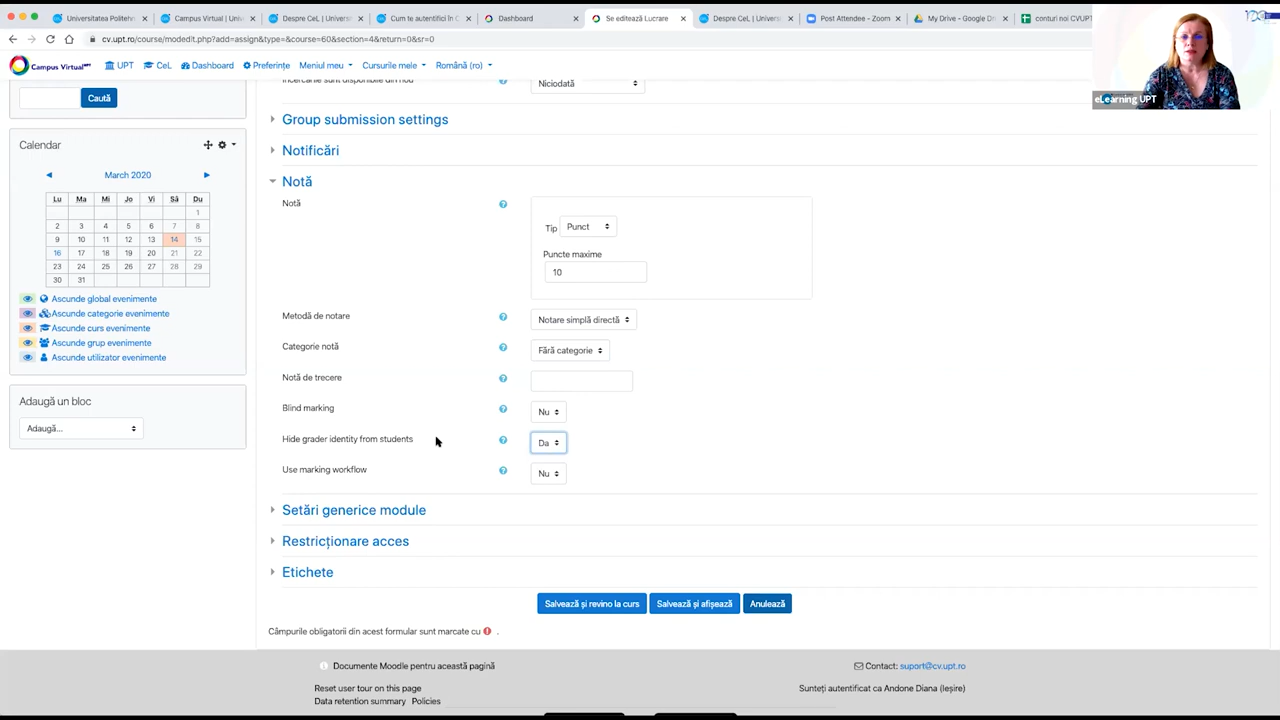 Universitatea Politehn
Campus Virtual | Uni
Despre CeL | Universi
Cum te autentifici în C
Dashboard
Se editează Lucrare
Despre CeL | Universi
Post Attendee - Zoom
My Drive - Google D
conturi noi CVUPT
cv.upt.ro/course/modedit.php?add=assign&type=&course=60&section=4&return=0&sr=0
Campus Virtual UPT
UPT
CeL
Dashboard
Preferințe
Meniul meu
Cursurile mele
Română (ro)
eLearning UPT
Caută
Calendar
March 2020
Lu Ma Mi Jo Vi Sâ Du
1
2 3 4 5 6 7 8
9 10 11 12 13 14 15
16 17 18 19 20 21 22
23 24 25 26 27 28 29
30 31
Ascunde global evenimente
Ascunde categorie evenimente
Ascunde curs evenimente
Ascunde grup evenimente
Ascunde utilizator evenimente
Adaugă un bloc
Adaugă...
Încercările sunt disponibile din nou
Niciodată
Group submission settings
Notificări
Notă
Notă
Tip Punct
Puncte maxime
10
Metodă de notare
Notare simplă directă
Categorie notă
Fără categorie
Notă de trecere
Blind marking
Nu
Hide grader identity from students
Da
Use marking workflow
Nu
Setări generice module
Restricționare acces
Etichete
Salvează și revino la curs
Salvează și afișează
Anulează
Câmpurile obligatorii din acest formular sunt marcate cu .
Documente Moodle pentru această pagină
Contact: suport@cv.upt.ro
Reset user tour on this page
Sunteți autentificat ca Andone Diana (Ieșire)
Data retention summary Policies